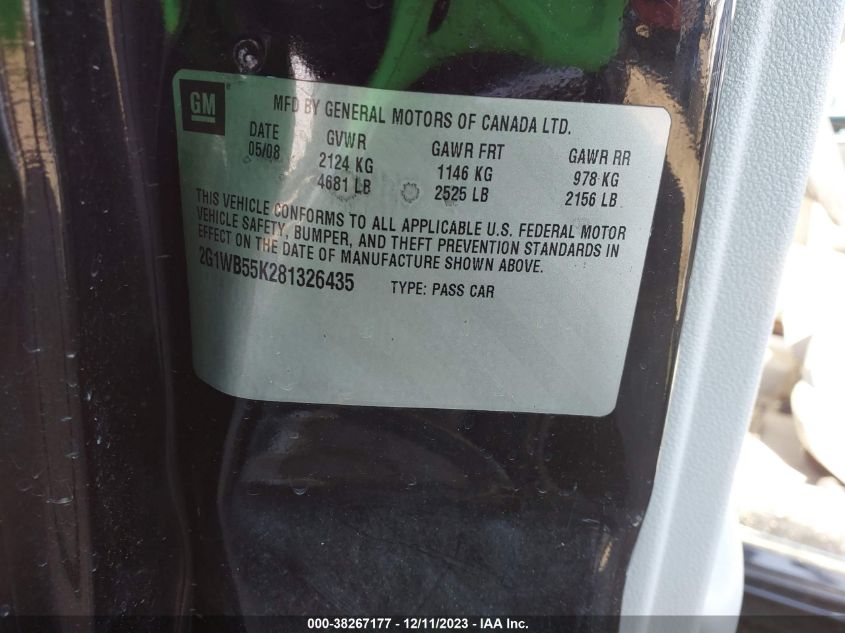 GM
MFD BY GENERAL MOTORS OF CANADA LTD.
DATE GVWR GAWR FRT GAWR RR
05/08 2124 KG 1146 KG 978 KG
4681 LB 2525 LB 2156 LB
THIS VEHICLE CONFORMS TO ALL APPLICABLE U.S. FEDERAL MOTOR
VEHICLE SAFETY, BUMPER, AND THEFT PREVENTION STANDARDS IN
EFFECT ON THE DATE OF MANUFACTURE SHOWN ABOVE.
2G1WB55K281326435 TYPE: PASS CAR
000-38267177 - 12/11/2023 - IAA Inc.